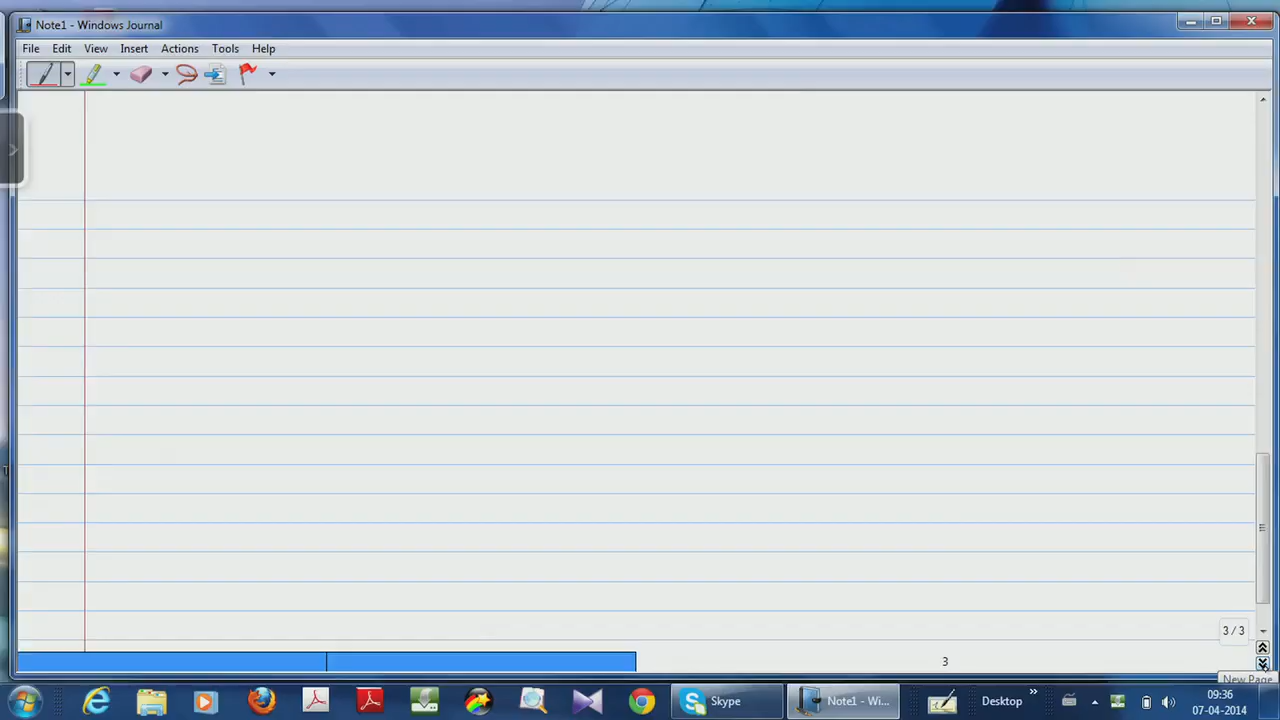 Note1 - Windows Journal
File Edit View Insert Actions Tools Help
3 / 3
3
New Page
Skype
Note1 - Wi...
Desktop
09:36
07-04-2014